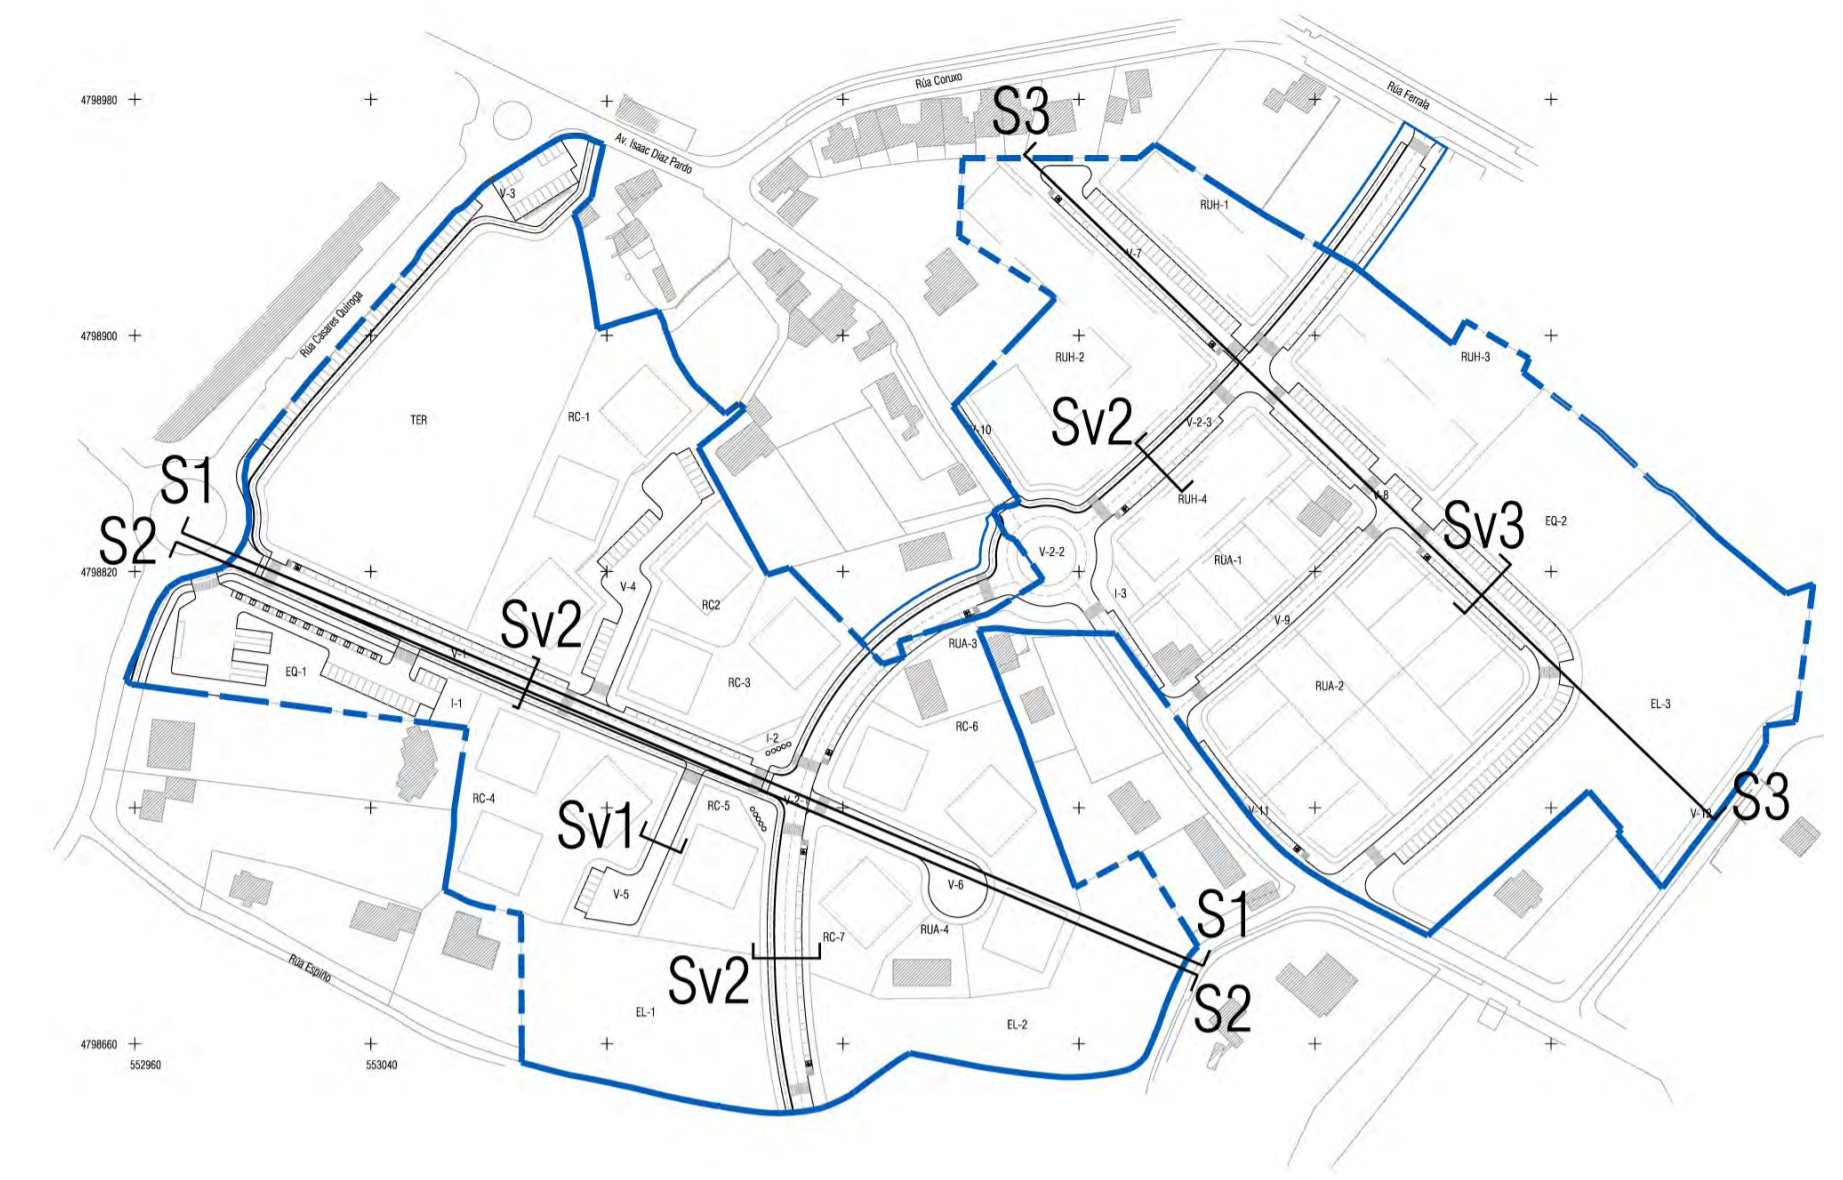 Rúa Coruxo
Rúa Ferrala
4798980
S3
Av. Isaac Díaz Pardo
V-3
RUH-1
V-7
Rúa Casares Quiroga
4798900
RUH-2
RUH-3
TER
RC-1
Sv2
V-2-3
V-10
S1
RUH-4
V-8
Sv3
EQ-2
S2
V-2-2
RUA-1
4798820
V-4
RC2
I-3
V-9
Sv2
RUA-3
V-1
EQ-1
RC-3
RUA-2
I-1
EL-3
RC-6
I-2
RC-4
RC-5
V-2-1
S3
Sv1
V-11
V-12
V-5
V-6
S1
RC-7
RUA-4
Rúa Espiño
Sv2
EL-1
S2
EL-2
4798660
552960
553040